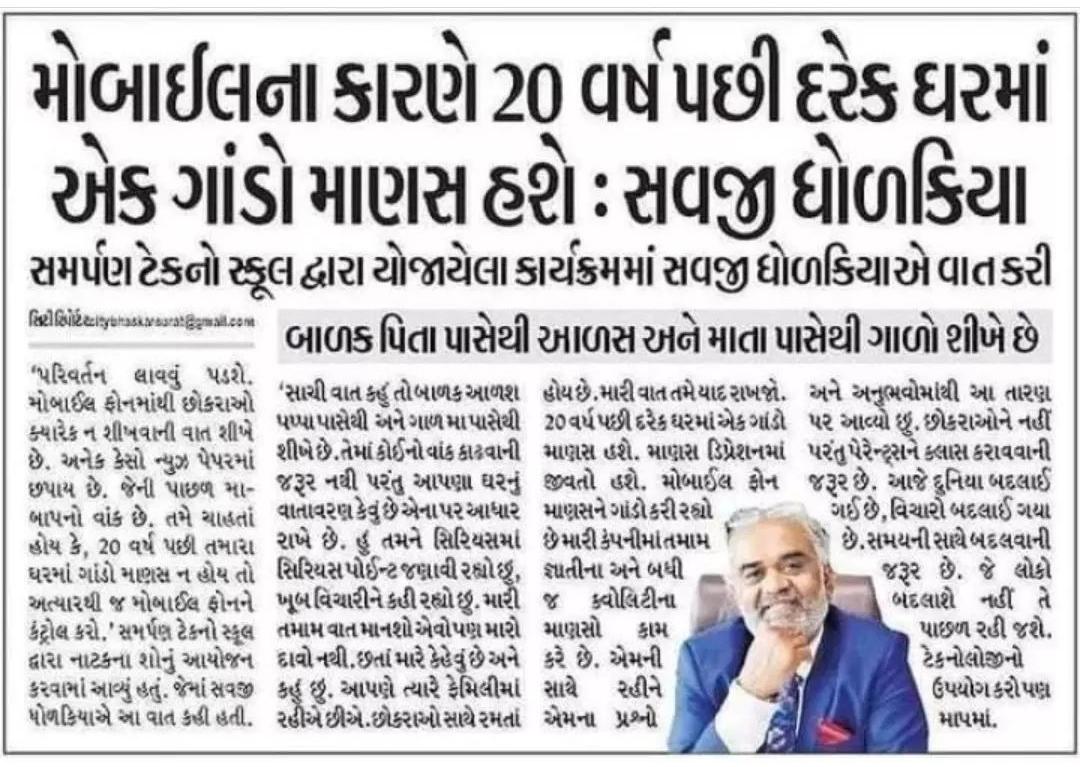 મોબાઈલના કારણે 20 વર્ષ પછી દરેક ઘરમાં
એક ગાંડો માણસ હશે : સવજી ધોળકિયા
સમર્પણ ટેકનો સ્કૂલ દ્વારા યોજાયેલા કાર્યક્રમમાં સવજી ધોળકિયાએ વાત કરી
સિટી રિપોર્ટર citybhaskarsurat@gmail.com
‘પરિવર્તન લાવવું પડશે.
મોબાઈલ ફોનમાંથી છોકરાઓ
ક્યારેક ન શીખવાની વાત શીખે
છે. અનેક કેસો ન્યુઝ પેપરમાં
છપાય છે. જેની પાછળ મા-
બાપનો વાંક છે. તમે ચાહતાં
હોય કે, 20 વર્ષ પછી તમારા
ઘરમાં ગાંડો માણસ ન હોય તો
અત્યારથી જ મોબાઈલ ફોનને
કંટ્રોલ કરો.’ સમર્પણ ટેકનો સ્કૂલ
દ્વારા નાટકના શોનું આયોજન
કરવામાં આવ્યું હતું. જેમાં સવજી
ધોળકિયાએ આ વાત કહી હતી.
બાળક પિતા પાસેથી આળસ અને માતા પાસેથી ગાળો શીખે છે
‘સાચી વાત કહું તો બાળક આળશ
પપ્પા પાસેથી અને ગાળ મા પાસેથી
શીખે છે. તેમાં કોઈનો વાંક કાઢવાની
જરૂર નથી પરંતુ આપણા ઘરનું
વાતાવરણ કેવું છે એના પર આધાર
રાખે છે. હું તમને સિરિયસમાં
સિરિયસ પોઈન્ટ જણાવી રહ્યો છું,
ખૂબ વિચારીને કહી રહ્યો છું. મારી
તમામ વાત માનશો એવો પણ મારો
દાવો નથી. છતાં મારે કેહેવું છે અને
કહું છું. આપણે ત્યારે ફેમિલીમાં
રહીએ છીએ. છોકરાઓ સાથે રમતાં
હોય છે. મારી વાત તમે યાદ રાખજો.
20 વર્ષ પછી દરેક ઘરમાં એક ગાંડો
માણસ હશે. માણસ ડિપ્રેશનમાં
જીવતો હશે. મોબાઈલ ફોન
માણસને ગાંડો કરી રહ્યો
છે મારી કંપનીમાં તમામ
જ્ઞાતીના અને બધી
જ ક્વોલિટીના
માણસો કામ
કરે છે. એમની
સાથે રહીને
એમના પ્રશ્નો
અને અનુભવોમાંથી આ તારણ
પર આવ્યો છું. છોકરાઓને નહીં
પરંતુ પેરેન્ટ્સને ક્લાસ કરાવવાની
જરૂર છે. આજે દુનિયા બદલાઈ
ગઈ છે, વિચારો બદલાઈ ગયા
છે. સમયની સાથે બદલવાની
જરૂર છે. જે લોકો
બદલાશે નહીં તે
પાછળ રહી જશે.
ટેકનોલોજીનો
ઉપયોગ કરો પણ
માપમાં.